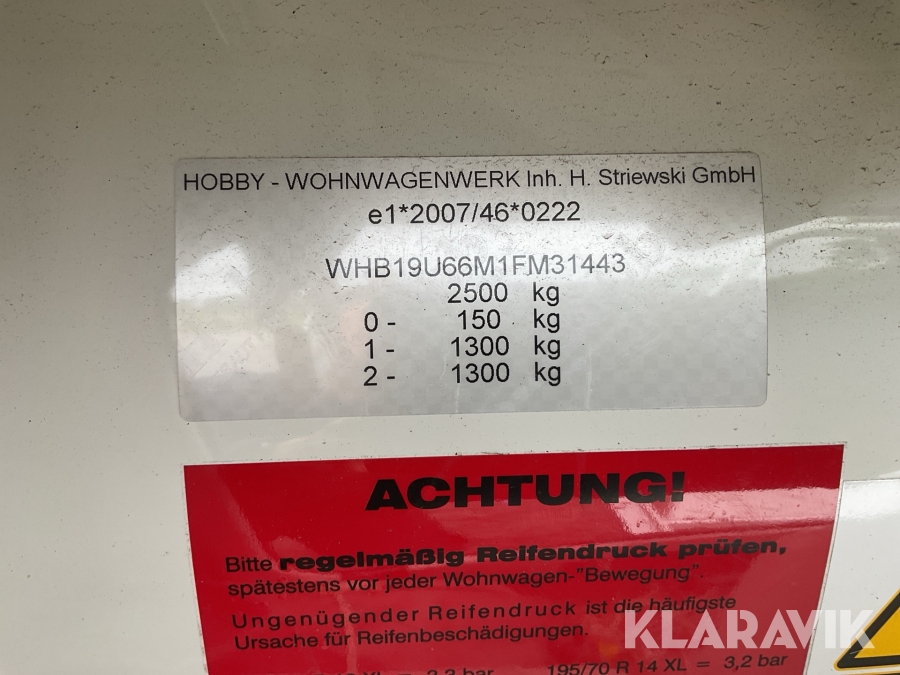 HOBBY - WOHNWAGENWERK Inh. H. Striewski GmbH
e1*2007/46*0222
WHB19U66M1FM31443
2500 kg
0 - 150 kg
1 - 1300 kg
2 - 1300 kg
ACHTUNG!
Bitte regelmäßig Reifendruck prüfen,
spätestens vor jeder Wohnwagen-"Bewegung".
Ungenügender Reifendruck ist die häufigste
Ursache für Reifenbeschädigungen.
195/70 R 14 XL = 3,2 bar
KLARAVIK